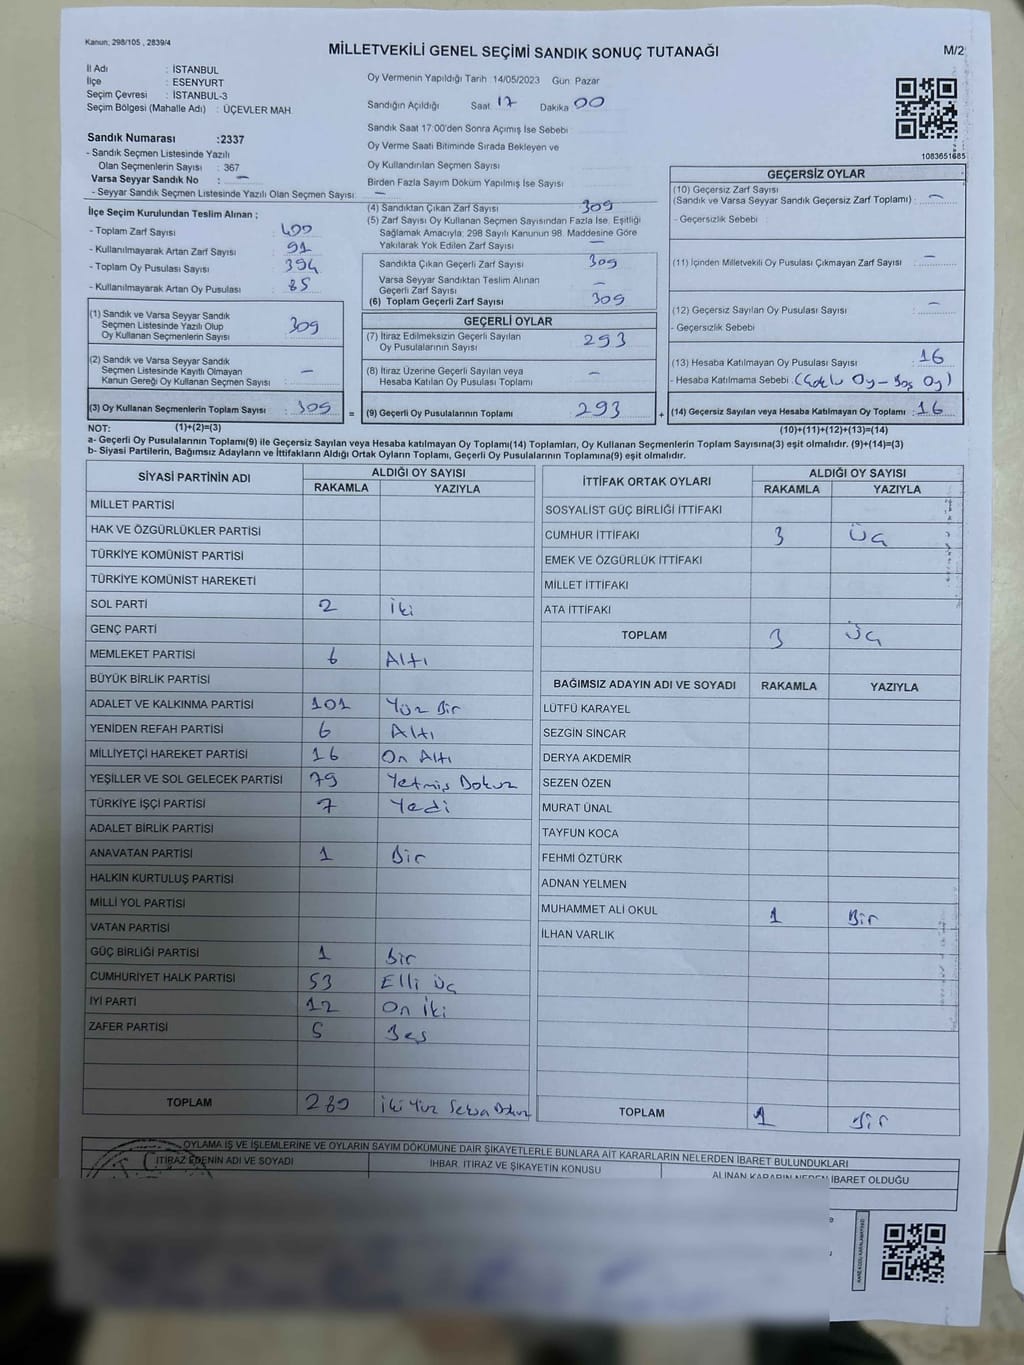 Kanun; 298/105 , 2839/4
MİLLETVEKİLİ GENEL SEÇİMİ SANDIK SONUÇ TUTANAĞI
M/2
İl Adı : İSTANBUL
İlçe : ESENYURT
Seçim Çevresi : İSTANBUL-3
Seçim Bölgesi (Mahalle Adı) : ÜÇEVLER MAH.
Oy Vermenin Yapıldığı Tarih 14/05/2023 Gün: Pazar
Sandığın Açıldığı Saat 17 Dakika 00
Sandık Saat 17:00'den Sonra Açımış İse Sebebi
Oy Verme Saati Bitiminde Sırada Bekleyen ve
Oy Kullandırılan Seçmen Sayısı
Birden Fazla Sayım Döküm Yapılmış İse Sayısı
1083651685
Sandık Numarası :2337
- Sandık Seçmen Listesinde Yazılı
Olan Seçmenlerin Sayısı : 367
Varsa Seyyar Sandık No : —
- Seyyar Sandık Seçmen Listesinde Yazılı Olan Seçmen Sayısı : —
İlçe Seçim Kurulundan Teslim Alınan ;
- Toplam Zarf Sayısı : 400
- Kullanılmayarak Artan Zarf Sayısı : 91
- Toplam Oy Pusulası Sayısı : 394
- Kullanılmayarak Artan Oy Pusulası : 85
(4) Sandıktan Çıkan Zarf Sayısı 309
(5) Zarf Sayısı Oy Kullanan Seçmen Sayısından Fazla İse, Eşitliği
Sağlamak Amacıyla; 298 Sayılı Kanunun 98. Maddesine Göre
Yakılarak Yok Edilen Zarf Sayısı —
Sandıkta Çıkan Geçerli Zarf Sayısı 309
Varsa Seyyar Sandıktan Teslim Alınan
Geçerli Zarf Sayısı —
(6) Toplam Geçerli Zarf Sayısı 309
GEÇERSİZ OYLAR
(10) Geçersiz Zarf Sayısı
(Sandık ve Varsa Seyyar Sandık Geçersiz Zarf Toplamı) : —
- Geçersizlik Sebebi :
(11) İçinden Milletvekili Oy Pusulası Çıkmayan Zarf Sayısı : —
(12) Geçersiz Sayılan Oy Pusulası Sayısı : —
- Geçersizlik Sebebi
(13) Hesaba Katılmayan Oy Pusulası Sayısı : 16
- Hesaba Katılmama Sebebi : (Çoklu Oy - Boş Oy)
(14) Geçersiz Sayılan veya Hesaba Katılmayan Oy Toplamı : 16
(10)+(11)+(12)+(13)=(14)
(1) Sandık ve Varsa Seyyar Sandık
Seçmen Listesinde Yazılı Olup
Oy Kullanan Seçmenlerin Sayısı : 309
(2) Sandık ve Varsa Seyyar Sandık
Seçmen Listesinde Kayıtlı Olmayan
Kanun Gereği Oy Kullanan Seçmen Sayısı : —
(3) Oy Kullanan Seçmenlerin Toplam Sayısı : 309
(1)+(2)=(3)
GEÇERLİ OYLAR
(7) İtiraz Edilmeksizin Geçerli Sayılan
Oy Pusulalarının Sayısı : 293
(8) İtiraz Üzerine Geçerli Sayılan veya
Hesaba Katılan Oy Pusulası Toplamı : —
= (9) Geçerli Oy Pusulalarının Toplamı : 293 +
NOT:
a- Geçerli Oy Pusulalarının Toplamı(9) ile Geçersiz Sayılan veya Hesaba katılmayan Oy Toplamı(14) Toplamları, Oy Kullanan Seçmenlerin Toplam Sayısına(3) eşit olmalıdır. (9)+(14)=(3)
b- Siyasi Partilerin, Bağımsız Adayların ve İttifakların Aldığı Ortak Oyların Toplamı, Geçerli Oy Pusulalarının Toplamına(9) eşit olmalıdır.
SİYASİ PARTİNİN ADI ALDIĞI OY SAYISI
RAKAMLA YAZIYLA
MİLLET PARTİSİ
HAK VE ÖZGÜRLÜKLER PARTİSİ
TÜRKİYE KOMÜNİST PARTİSİ
TÜRKİYE KOMÜNİST HAREKETİ
SOL PARTİ 2 İki
GENÇ PARTİ
MEMLEKET PARTİSİ 6 Altı
BÜYÜK BİRLİK PARTİSİ
ADALET VE KALKINMA PARTİSİ 101 Yüz Bir
YENİDEN REFAH PARTİSİ 6 Altı
MİLLİYETÇİ HAREKET PARTİSİ 16 On Altı
YEŞİLLER VE SOL GELECEK PARTİSİ 79 Yetmiş Dokuz
TÜRKİYE İŞÇİ PARTİSİ 7 Yedi
ADALET BİRLİK PARTİSİ
ANAVATAN PARTİSİ 1 Bir
HALKIN KURTULUŞ PARTİSİ
MİLLİ YOL PARTİSİ
VATAN PARTİSİ
GÜÇ BİRLİĞİ PARTİSİ 1 Bir
CUMHURİYET HALK PARTİSİ 53 Elli Üç
İYİ PARTİ 12 On İki
ZAFER PARTİSİ 5 Beş
TOPLAM 289 İki Yüz Seksen Dokuz
İTTİFAK ORTAK OYLARI ALDIĞI OY SAYISI
RAKAMLA YAZIYLA
SOSYALİST GÜÇ BİRLİĞİ İTTİFAKI
CUMHUR İTTİFAKI 3 Üç
EMEK VE ÖZGÜRLÜK İTTİFAKI
MİLLET İTTİFAKI
ATA İTTİFAKI
TOPLAM 3 Üç
BAĞIMSIZ ADAYIN ADI VE SOYADI RAKAMLA YAZIYLA
LÜTFÜ KARAYEL
SEZGİN SİNCAR
DERYA AKDEMİR
SEZEN ÖZEN
MURAT ÜNAL
TAYFUN KOCA
FEHMİ ÖZTÜRK
ADNAN YELMEN
MUHAMMET ALİ OKUL 1 Bir
İLHAN VARLIK
TOPLAM 1 Bir
OYLAMA İŞ VE İŞLEMLERİNE VE OYLARIN SAYIM DÖKÜMÜNE DAİR ŞİKAYETLERLE BUNLARA AİT KARARLARIN NELERDEN İBARET BULUNDUKLARI
İTİRAZ EDENİN ADI VE SOYADI İHBAR, İTİRAZ VE ŞİKAYETİN KONUSU ALINAN KARARIN NEDEN İBARET OLDUĞU
T.C.